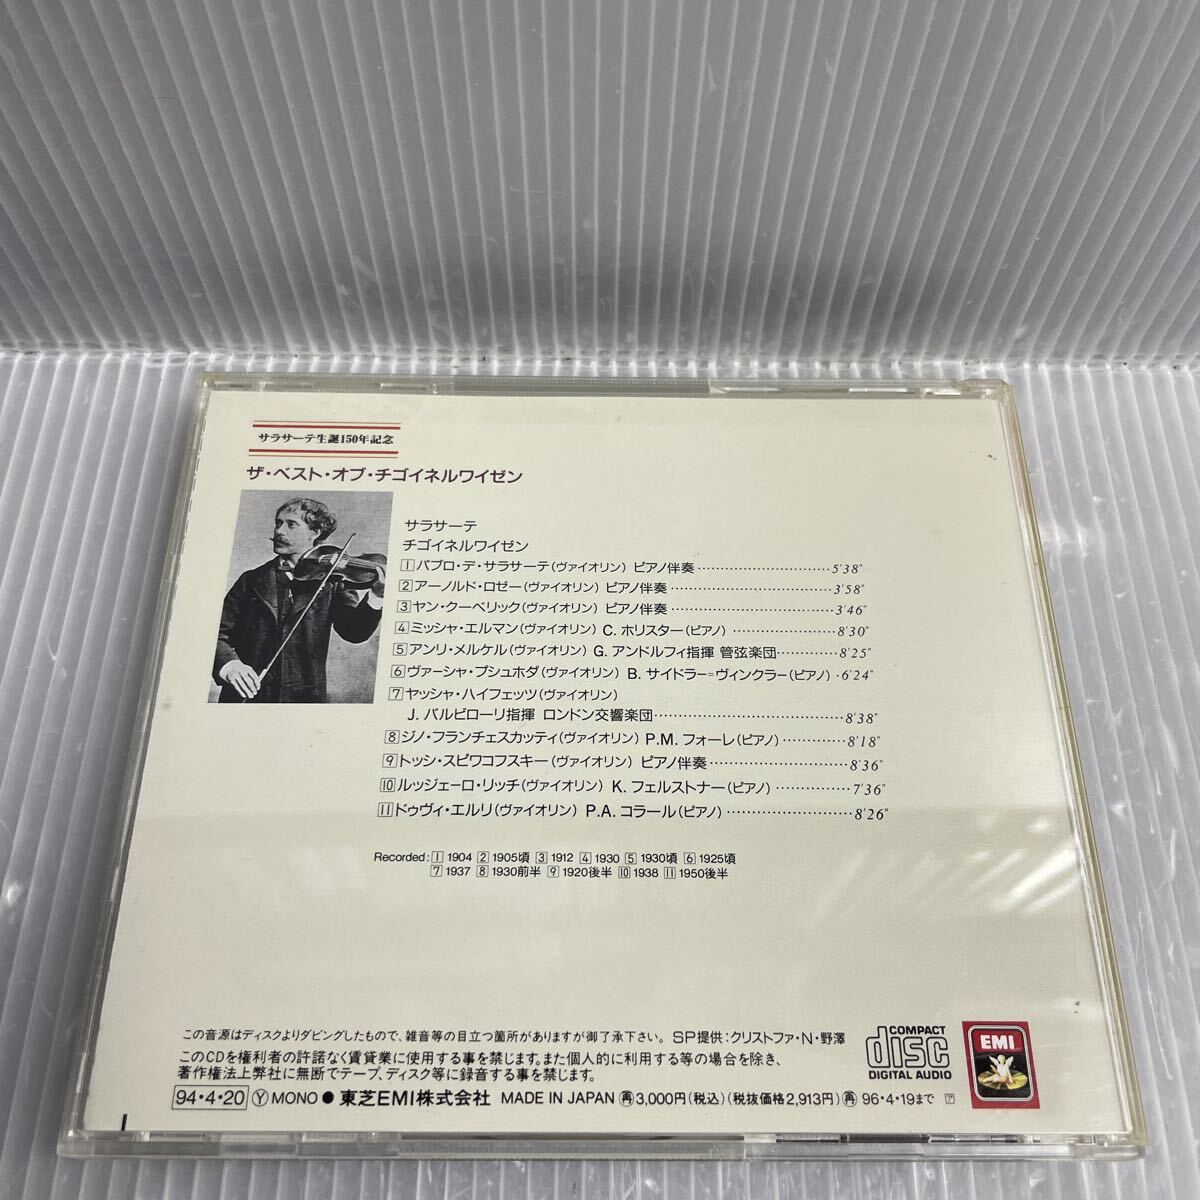 サラサーテ生誕150年記念
ザ・ベスト・オブ・チゴイネルワイゼン
サラサーテ
チゴイネルワイゼン
1 パブロ・デ・サラサーテ(ヴァイオリン) ピアノ伴奏 5'38"
2 アーノルド・ロゼー(ヴァイオリン) ピアノ伴奏 3'58"
3 ヤン・クーベリック(ヴァイオリン) ピアノ伴奏 3'46"
4 ミッシャ・エルマン(ヴァイオリン) C. ホリスター(ピアノ) 8'30"
5 アンリ・メルケル(ヴァイオリン) G. アンドルフィ指揮 管弦楽団 8'25"
6 ヴァーシャ・プシュホダ(ヴァイオリン) B. サイドラー=ヴィンクラー(ピアノ) 6'24"
7 ヤッシャ・ハイフェッツ(ヴァイオリン)
J. バルビローリ指揮 ロンドン交響楽団 8'38"
8 ジノ・フランチェスカッティ(ヴァイオリン) P.M. フォーレ(ピアノ) 8'18"
9 トッシ・スピワコフスキー(ヴァイオリン) ピアノ伴奏 8'36"
10 ルッジェーロ・リッチ(ヴァイオリン) K. フェルストナー(ピアノ) 7'36"
11 ドゥヴィ・エルリ(ヴァイオリン) P.A. コラール(ピアノ) 8'26"
Recorded: 1 1904 2 1905頃 3 1912 4 1930 5 1930頃 6 1925頃
7 1937 8 1930前半 9 1920後半 10 1938 11 1950後半
この音源はディスクよりダビングしたもので、雑音等の目立つ箇所がありますが御了承下さい。 SP提供:クリストファ・N・野澤
このCDを権利者の許諾なく賃貸業に使用する事を禁じます。また個人的に利用する等の場合を除き、
著作権法上弊社に無断でテープ、ディスク等に録音する事を禁じます。
94・4・20 Ⓨ MONO ● 東芝EMI株式会社 MADE IN JAPAN ㊞3,000円(税込)(税抜価格2,913円) 再 96・4・19まで ア
COMPACT
disc
DIGITAL AUDIO
EMI